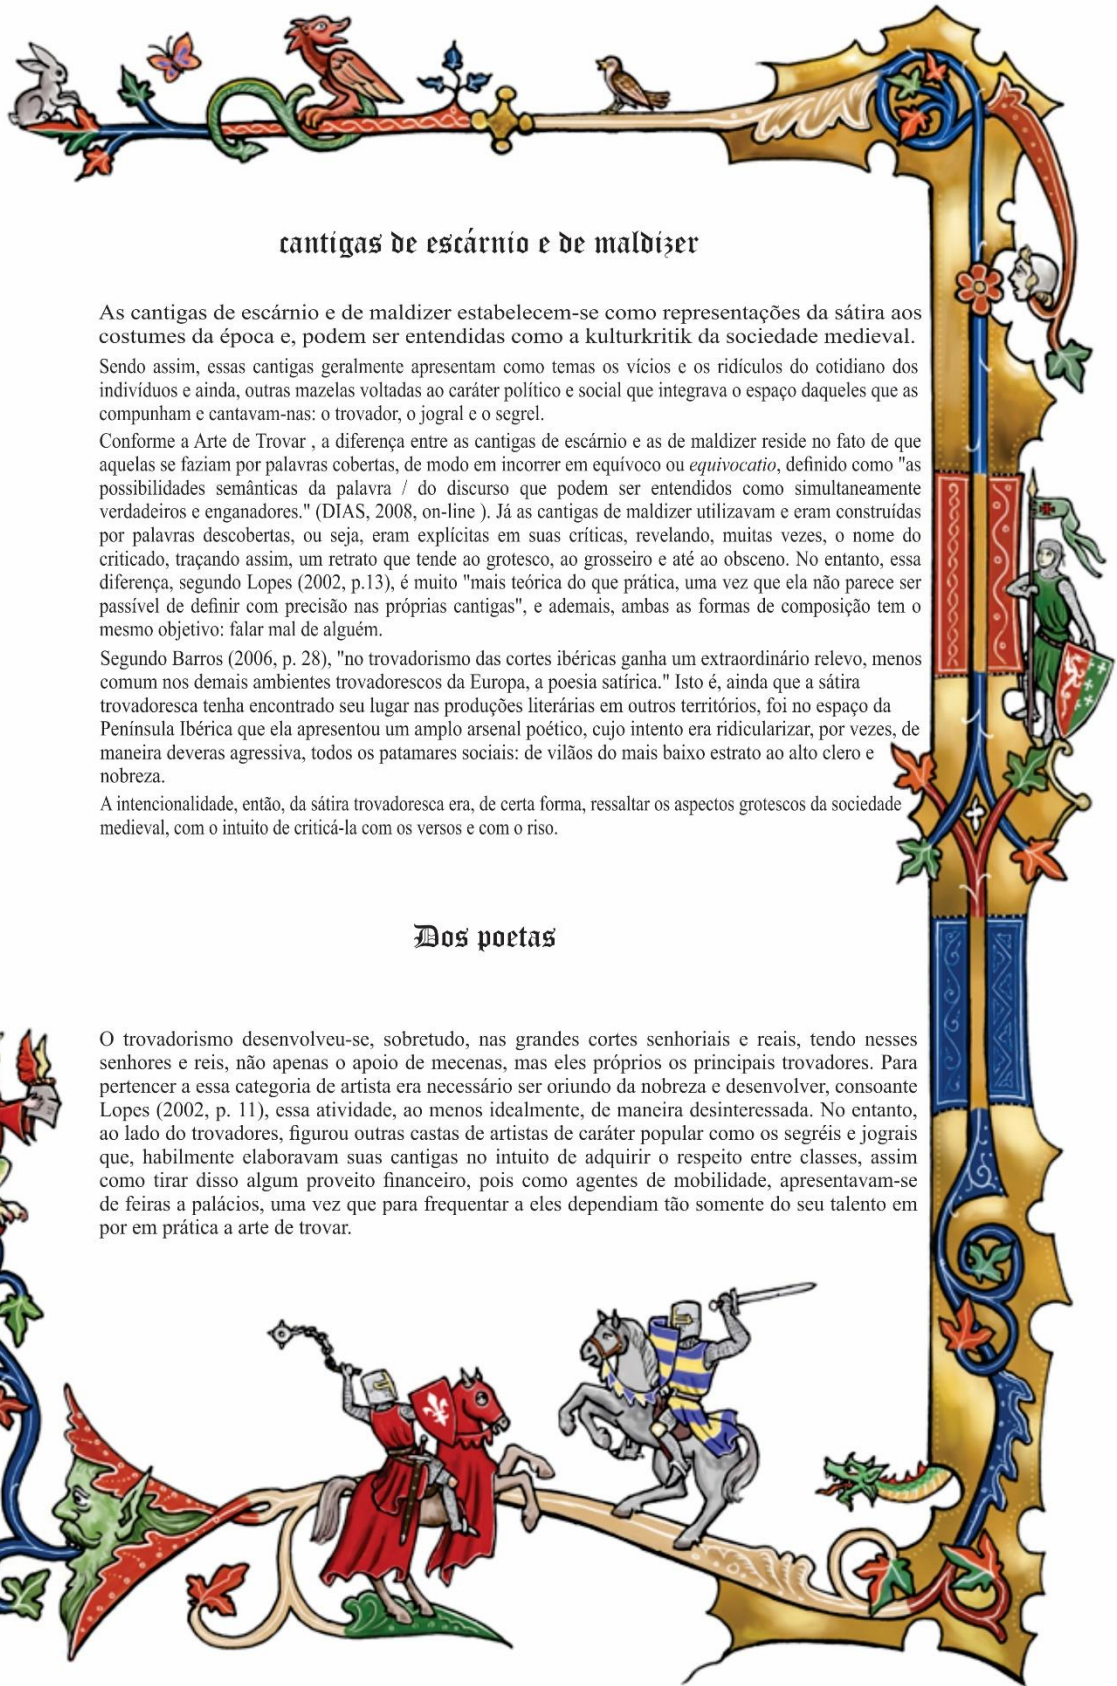 cantigas de escárnio e de maldizer
As cantigas de escárnio e de maldizer estabelecem-se como representações da sátira aos
costumes da época e, podem ser entendidas como a kulturkritik da sociedade medieval.
Sendo assim, essas cantigas geralmente apresentam como temas os vícios e os ridículos do cotidiano dos
indivíduos e ainda, outras mazelas voltadas ao caráter político e social que integrava o espaço daqueles que as
compunham e cantavam-nas: o trovador, o jogral e o segrel.
Conforme a Arte de Trovar , a diferença entre as cantigas de escárnio e as de maldizer reside no fato de que
aquelas se faziam por palavras cobertas, de modo em incorrer em equívoco ou equivocatio, definido como "as
possibilidades semânticas da palavra / do discurso que podem ser entendidos como simultaneamente
verdadeiros e enganadores." (DIAS, 2008, on-line ). Já as cantigas de maldizer utilizavam e eram construídas
por palavras descobertas, ou seja, eram explícitas em suas críticas, revelando, muitas vezes, o nome do
criticado, traçando assim, um retrato que tende ao grotesco, ao grosseiro e até ao obsceno. No entanto, essa
diferença, segundo Lopes (2002, p.13), é muito "mais teórica do que prática, uma vez que ela não parece ser
passível de definir com precisão nas próprias cantigas", e ademais, ambas as formas de composição tem o
mesmo objetivo: falar mal de alguém.
Segundo Barros (2006, p. 28), "no trovadorismo das cortes ibéricas ganha um extraordinário relevo, menos
comum nos demais ambientes trovadorescos da Europa, a poesia satírica." Isto é, ainda que a sátira
trovadoresca tenha encontrado seu lugar nas produções literárias em outros territórios, foi no espaço da
Península Ibérica que ela apresentou um amplo arsenal poético, cujo intento era ridicularizar, por vezes, de
maneira deveras agressiva, todos os patamares sociais: de vilãos do mais baixo estrato ao alto clero e
nobreza.
A intencionalidade, então, da sátira trovadoresca era, de certa forma, ressaltar os aspectos grotescos da sociedade
medieval, com o intuito de criticá-la com os versos e com o riso.
Dos poetas
O trovadorismo desenvolveu-se, sobretudo, nas grandes cortes senhoriais e reais, tendo nesses
senhores e reis, não apenas o apoio de mecenas, mas eles próprios os principais trovadores. Para
pertencer a essa categoria de artista era necessário ser oriundo da nobreza e desenvolver, consoante
Lopes (2002, p. 11), essa atividade, ao menos idealmente, de maneira desinteressada. No entanto,
ao lado do trovadores, figurou outras castas de artistas de caráter popular como os segréis e jograis
que, habilmente elaboravam suas cantigas no intuito de adquirir o respeito entre classes, assim
como tirar disso algum proveito financeiro, pois como agentes de mobilidade, apresentavam-se
de feiras a palácios, uma vez que para frequentar a eles dependiam tão somente do seu talento em
por em prática a arte de trovar.